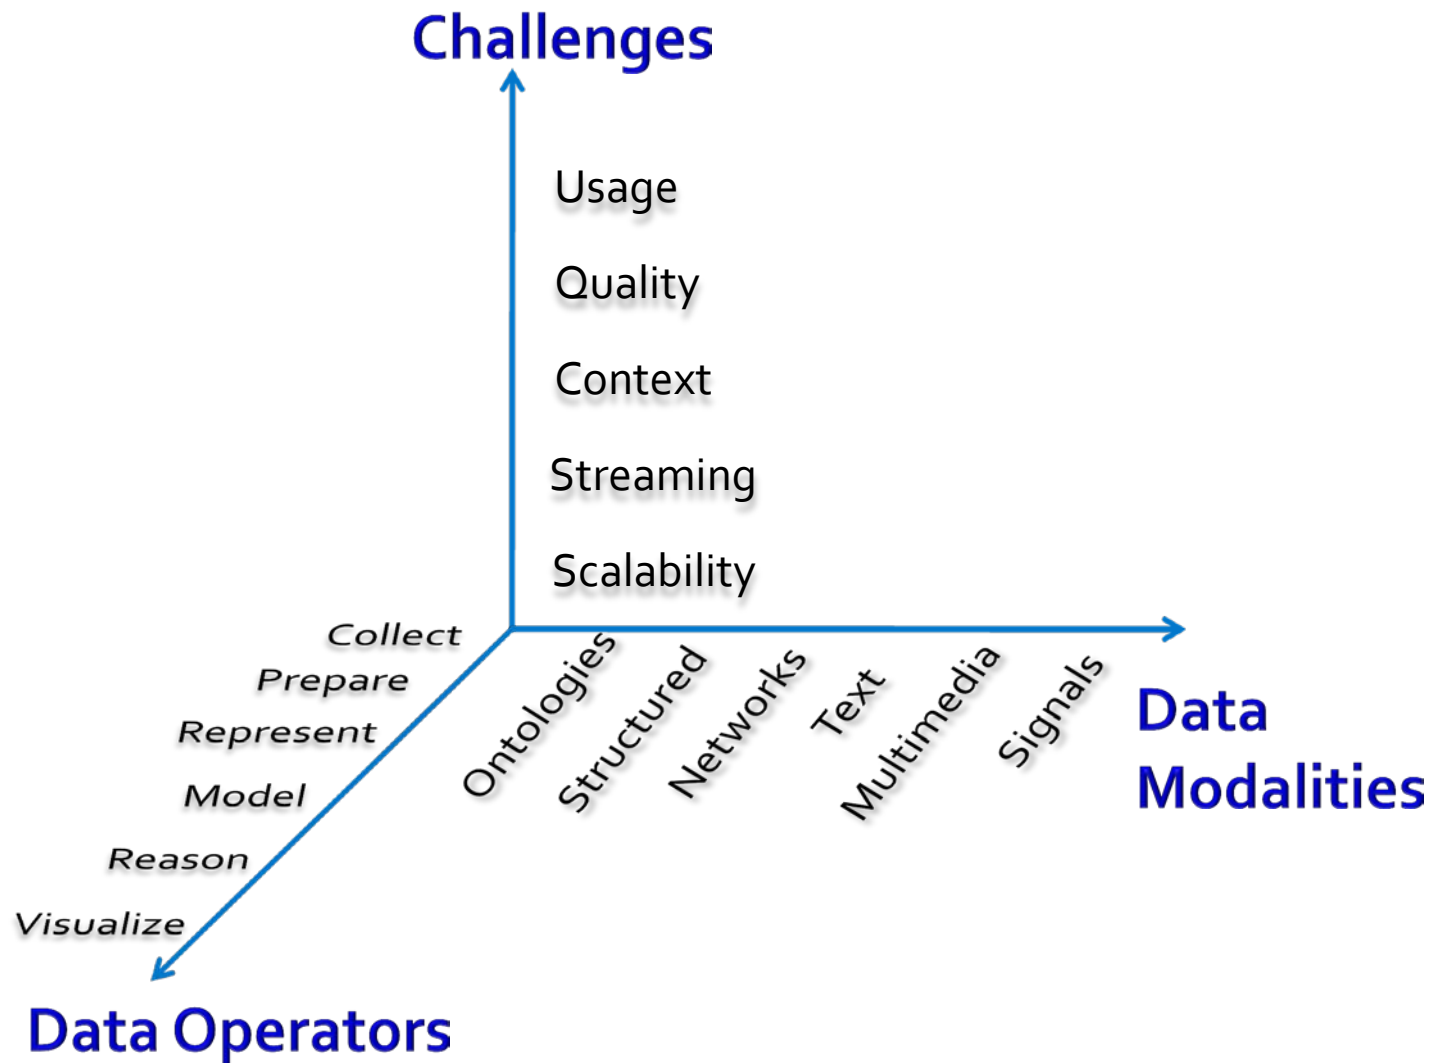 Challenges
Usage
Quality
Context
Streaming
Scalability
Collect
Prepare
Represent
Model
Reason
Visualize
Data Operators
Ontologies
Structured
Networks
Text
Multimedia
Signals
Data
Modalities